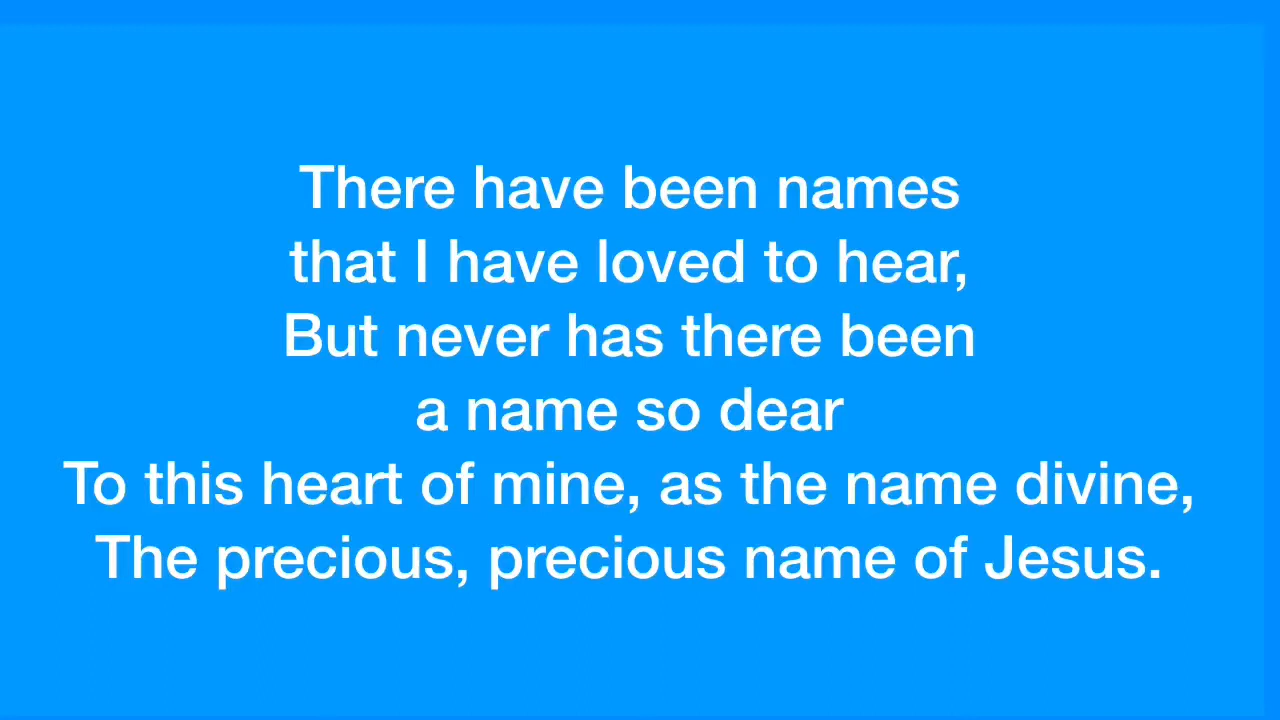 There have been names
that I have loved to hear,
But never has there been
a name so dear
To this heart of mine, as the name divine,
The precious, precious name of Jesus.